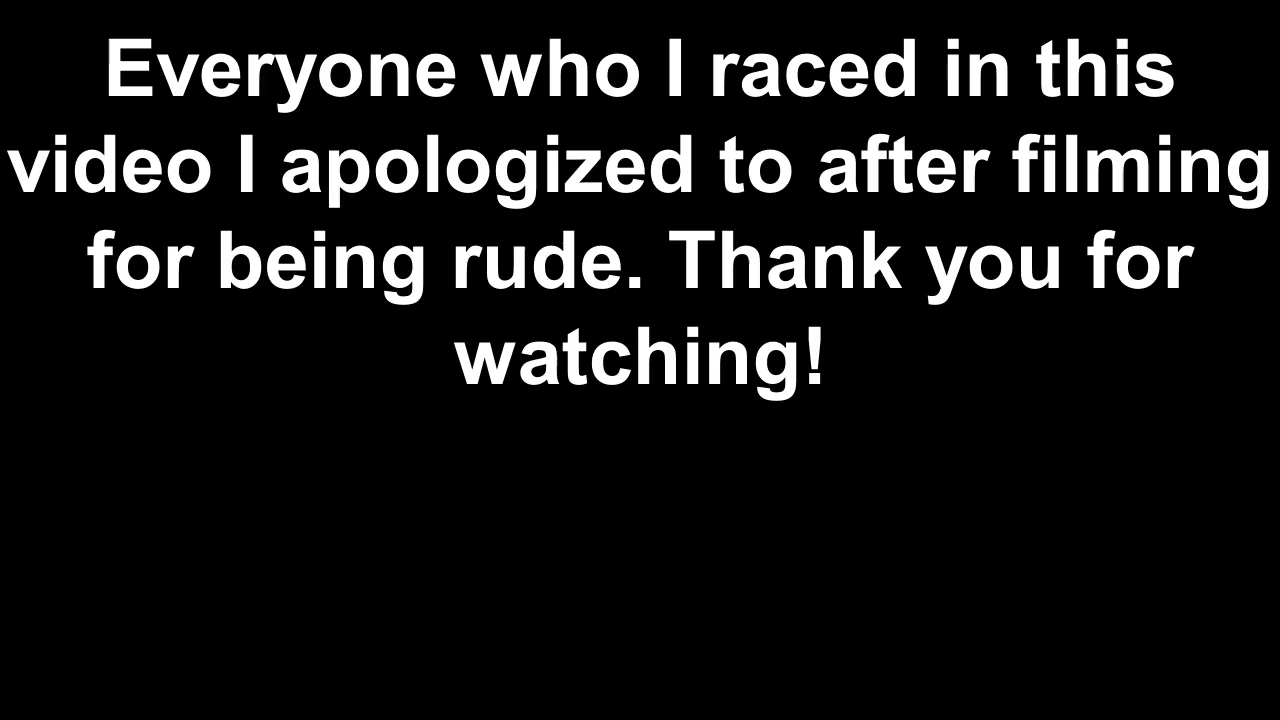 Everyone who I raced in this
video I apologized to after filming
for being rude. Thank you for
watching!